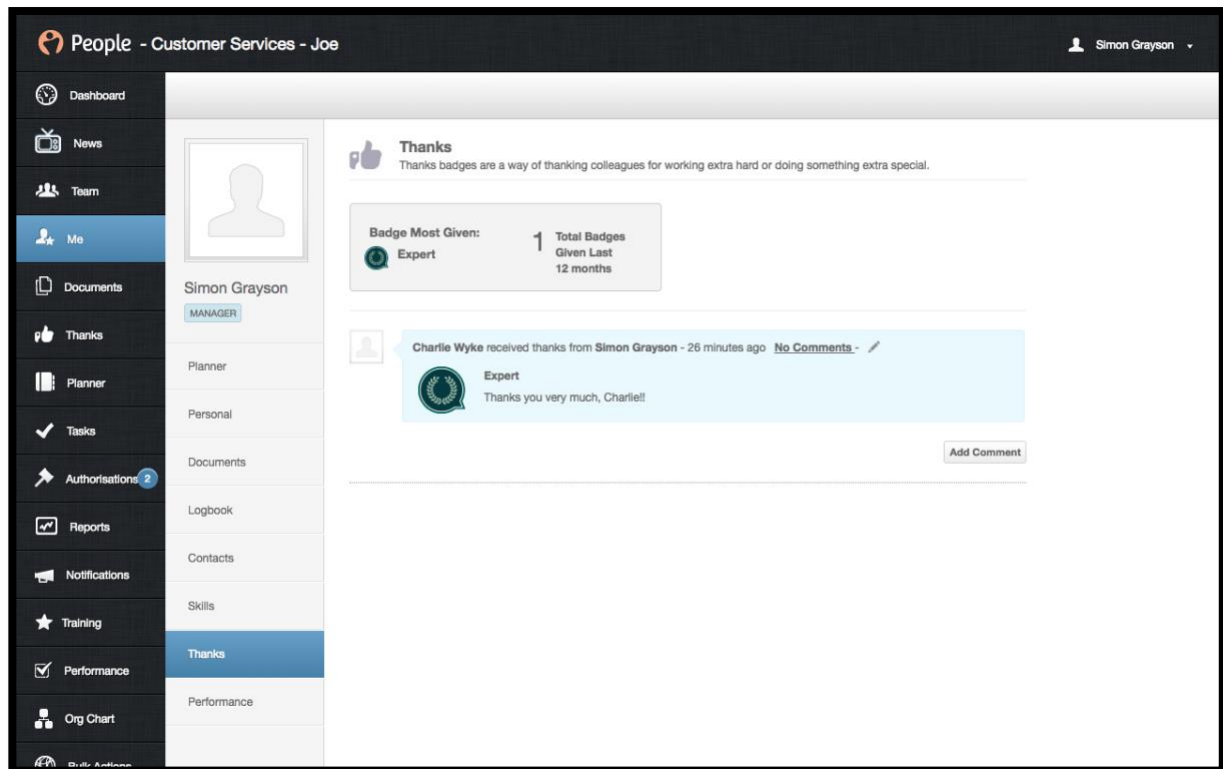 People - Customer Services - Joe
Simon Grayson
Dashboard
News
Team
Me
Documents
Thanks
Planner
Tasks
Authorisations 2
Reports
Notifications
Training
Performance
Org Chart
Bulk Actions
Simon Grayson
MANAGER
Planner
Personal
Documents
Logbook
Contacts
Skills
Thanks
Performance
Thanks
Thanks badges are a way of thanking colleagues for working extra hard or doing something extra special.
Badge Most Given:
Expert
1
Total Badges
Given Last
12 months
Charlie Wyke received thanks from Simon Grayson - 26 minutes ago No Comments -
Expert
Thanks you very much, Charlie!!
Add Comment